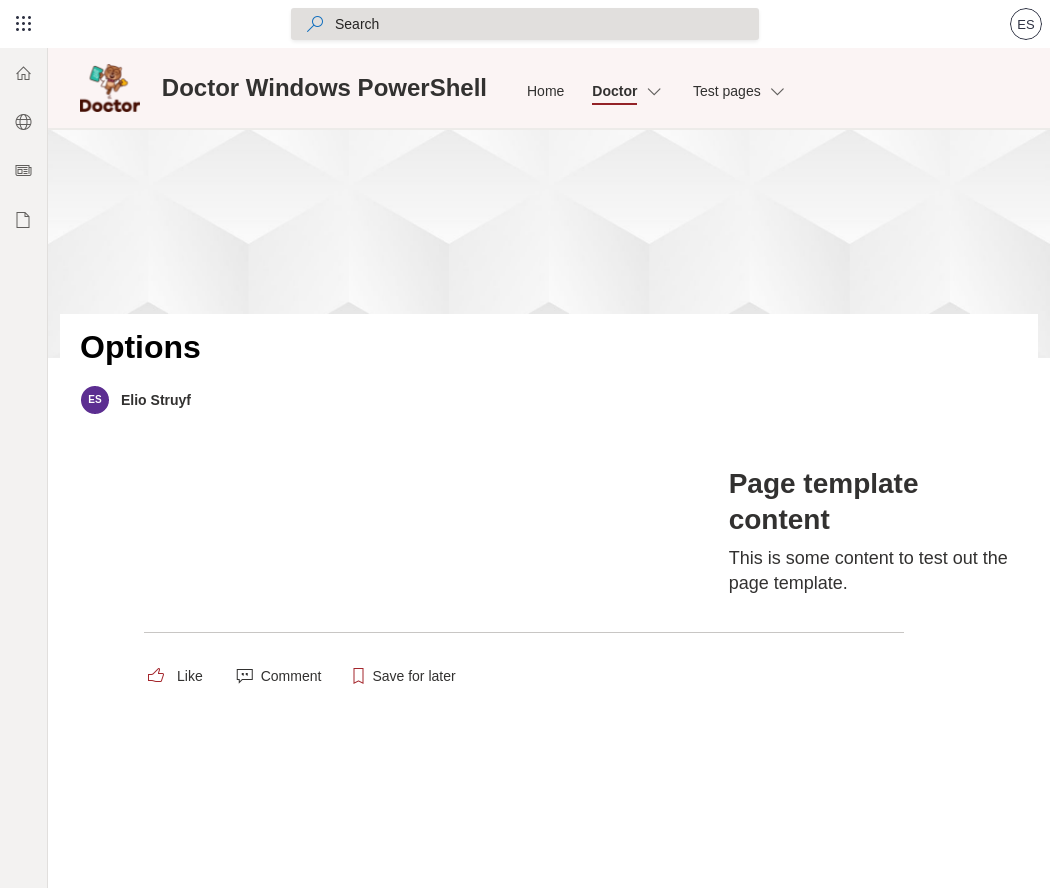 Search
ES
Doctor
Doctor Windows PowerShell
Home
Doctor
Test pages
Options
ES
Elio Struyf
Page template
content
This is some content to test out the
page template.
Like
Comment
Save for later